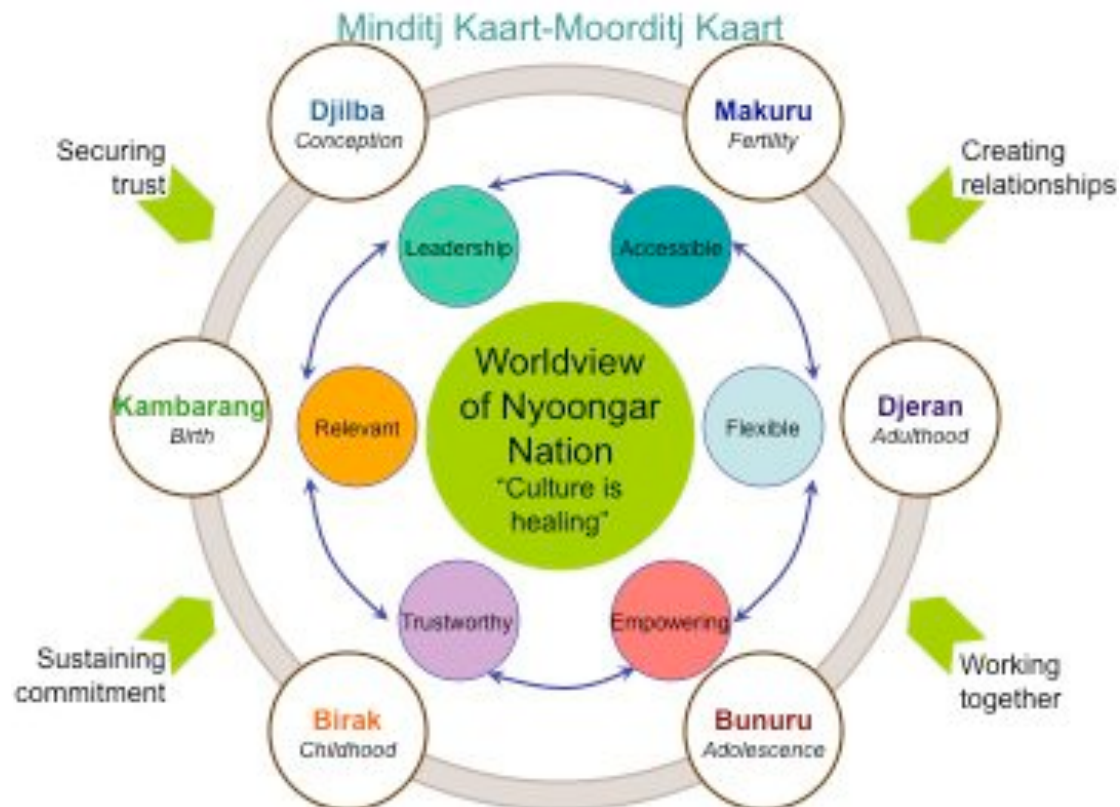 Minditj Kaart-Moorditj Kaart
Djilba
Conception
Makuru
Fertility
Securing
trust
Creating
relationships
Leadership
Accessible
Worldview
of Nyoongar
Nation
"Culture is
healing"
Kambarang
Birth
Relevant
Flexible
Djeran
Adulthood
Trustworthy
Empowering
Sustaining
commitment
Working
together
Birak
Childhood
Bunuru
Adolescence